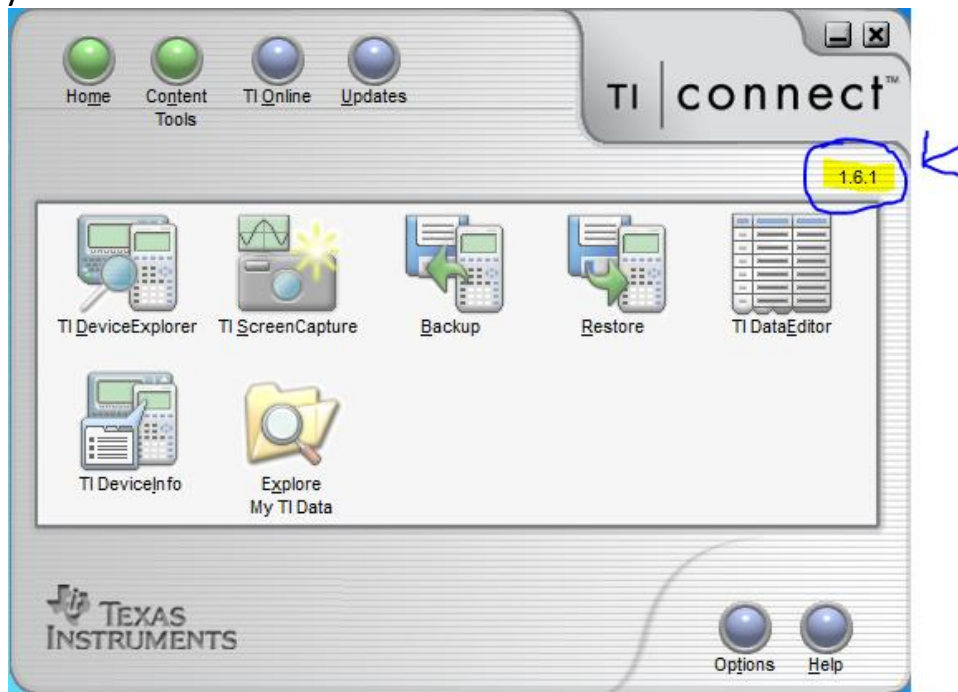 Home
Content
Tools
TI Online
Updates
TI connect™
1.6.1
TI DeviceExplorer
TI ScreenCapture
Backup
Restore
TI DataEditor
TI DeviceInfo
Explore
My TI Data
TEXAS
INSTRUMENTS
Options
Help